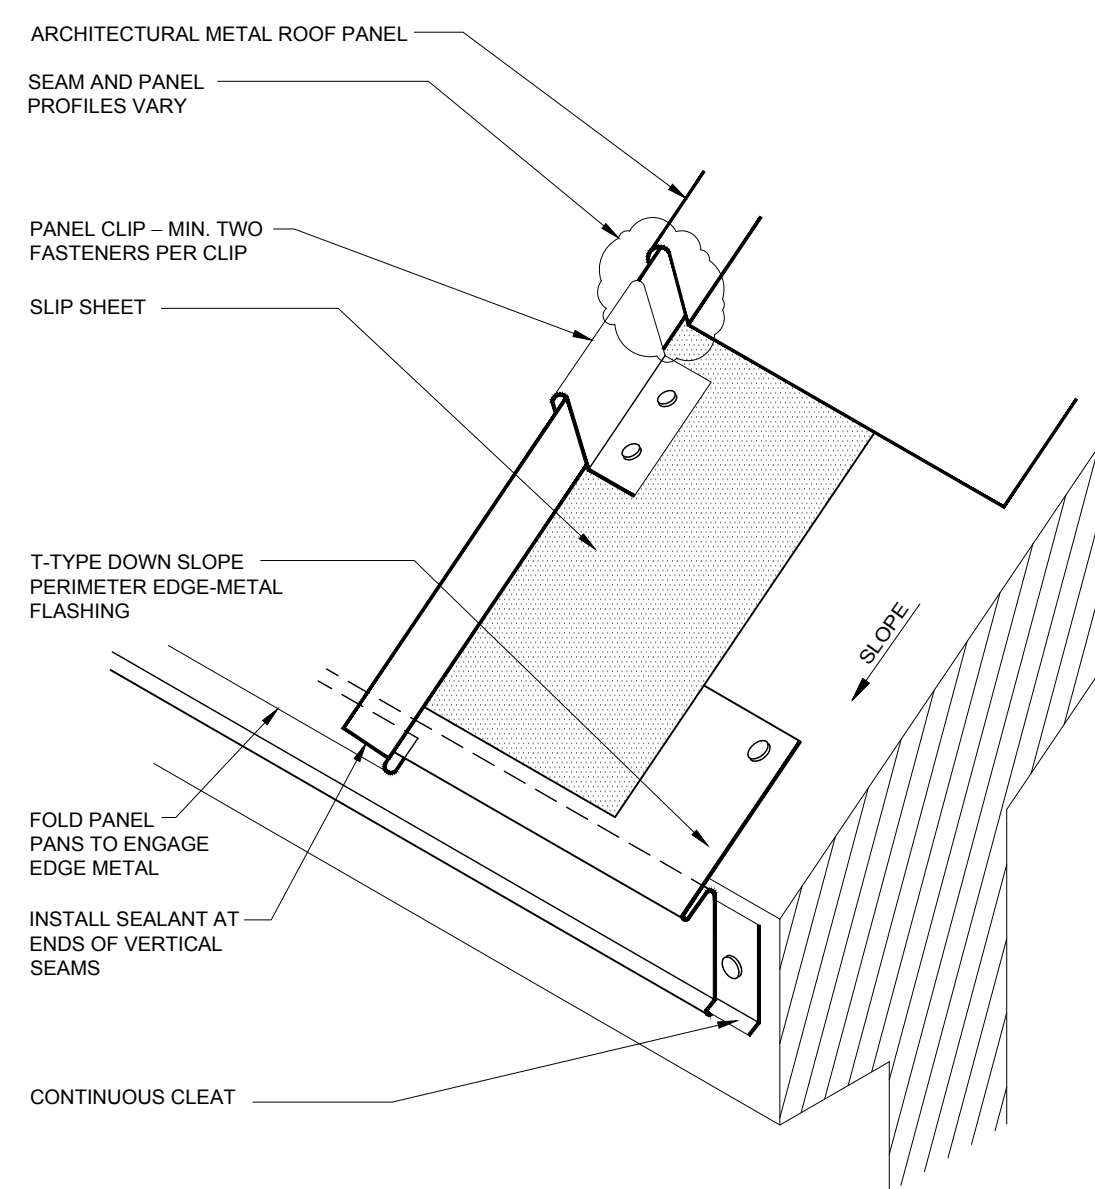 ARCHITECTURAL METAL ROOF PANEL
SEAM AND PANEL
PROFILES VARY
PANEL CLIP – MIN. TWO
FASTENERS PER CLIP
SLIP SHEET
T-TYPE DOWN SLOPE
PERIMETER EDGE-METAL
FLASHING
SLOPE
FOLD PANEL
PANS TO ENGAGE
EDGE METAL
INSTALL SEALANT AT
ENDS OF VERTICAL
SEAMS
CONTINUOUS CLEAT